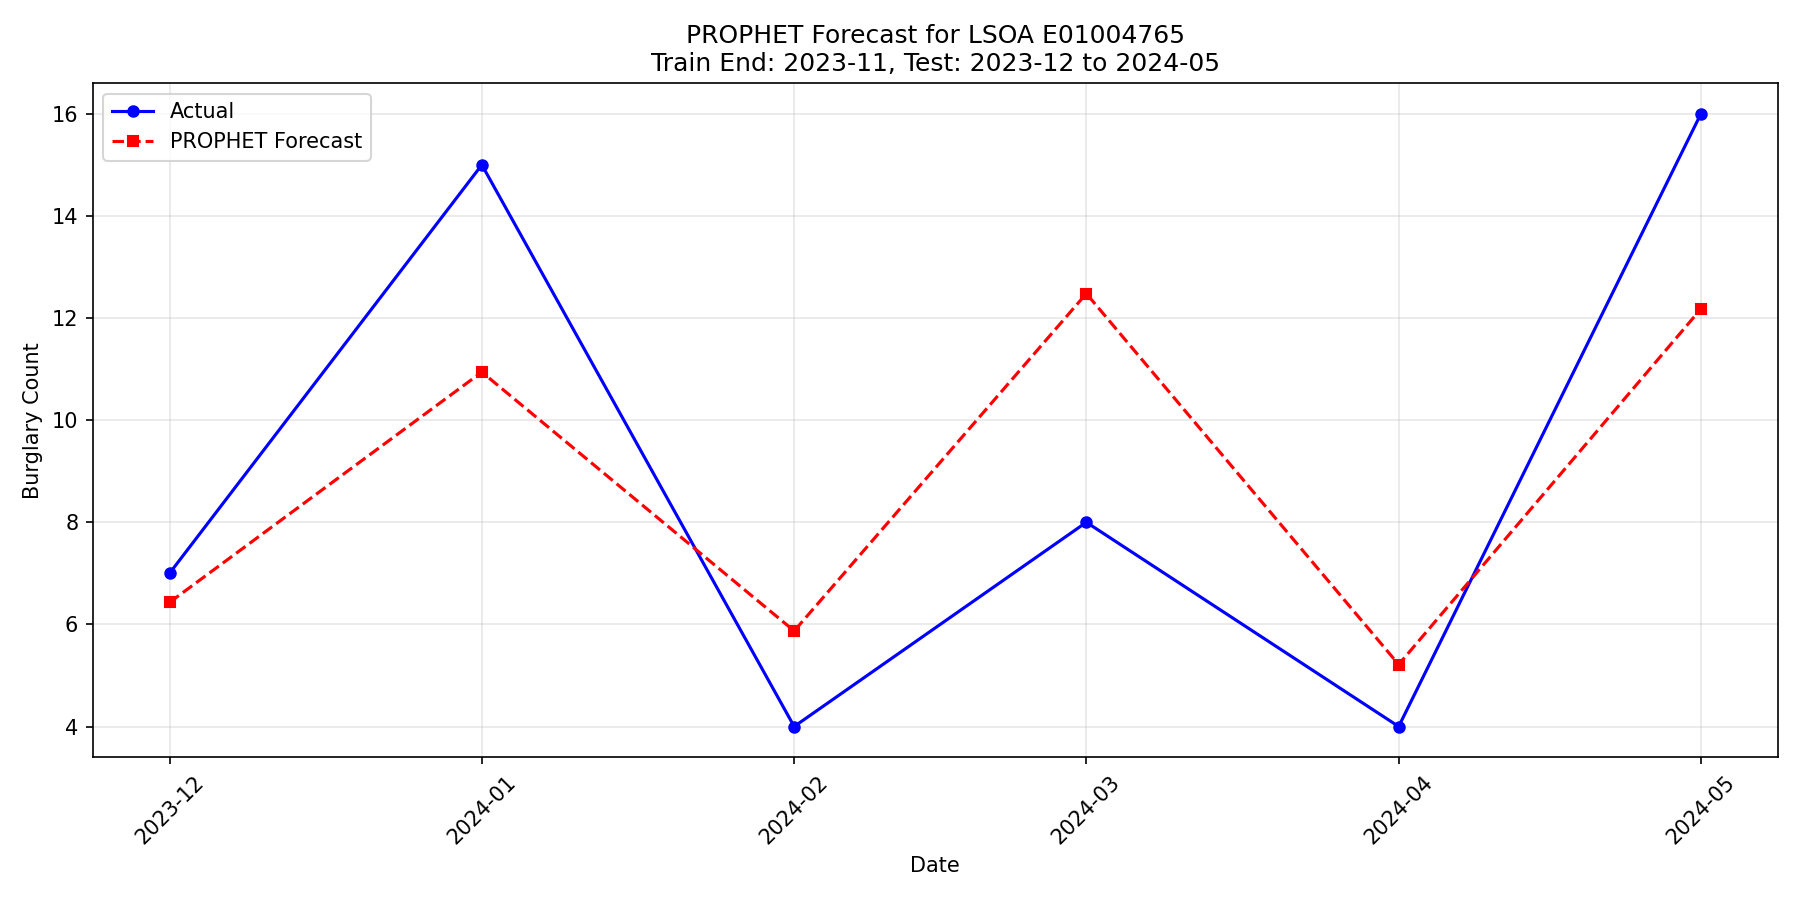 PROPHET Forecast for LSOA E01004765
Train End: 2023-11, Test: 2023-12 to 2024-05
Actual
PROPHET Forecast
Burglary Count
16
14
12
10
8
6
4
2023-12
2024-01
2024-02
2024-03
2024-04
2024-05
Date